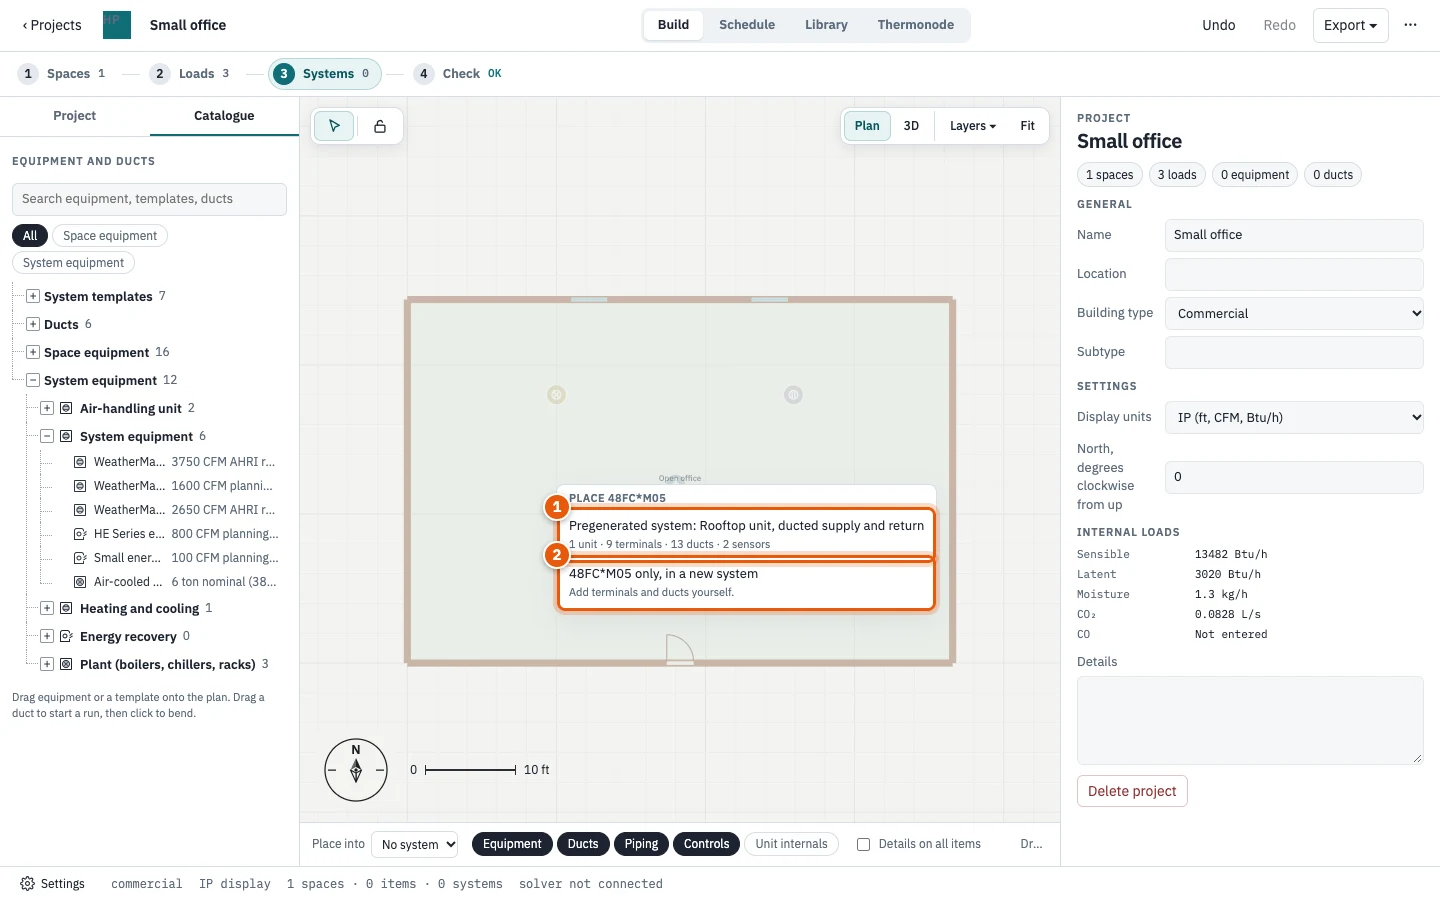 ‹ Projects
HP
Small office
Build
Schedule
Library
Thermonode
Undo
Redo
Export
...
1 Spaces 1
2 Loads 3
3 Systems 0
4 Check OK
Project
Catalogue
EQUIPMENT AND DUCTS
Search equipment, templates, ducts
All
Space equipment
System equipment
System templates 7
Ducts 6
Space equipment 16
System equipment 12
Air-handling unit 2
System equipment 6
WeatherMa... 3750 CFM AHRI r...
WeatherMa... 1600 CFM planni...
WeatherMa... 2650 CFM AHRI r...
HE Series e... 800 CFM planning...
Small ener... 100 CFM planning...
Air-cooled ... 6 ton nominal (38...
Heating and cooling 1
Energy recovery 0
Plant (boilers, chillers, racks) 3
Drag equipment or a template onto the plan. Drag a
duct to start a run, then click to bend.
Plan
3D
Layers
Fit
PLACE 48FC*M05
1
Pregenerated system: Rooftop unit, ducted supply and return
1 unit · 9 terminals · 13 ducts · 2 sensors
2
48FC*M05 only, in a new system
Add terminals and ducts yourself.
N
0
10 ft
Place into
No system
Equipment
Ducts
Piping
Controls
Unit internals
Details on all items
Dr...
PROJECT
Small office
1 spaces
3 loads
0 equipment
0 ducts
GENERAL
Name
Small office
Location
Building type
Commercial
Subtype
SETTINGS
Display units
IP (ft, CFM, Btu/h)
North,
degrees
clockwise
from up
0
INTERNAL LOADS
Sensible 13482 Btu/h
Latent 3020 Btu/h
Moisture 1.3 kg/h
CO₂ 0.0828 L/s
CO Not entered
Details
Delete project
Settings
commercial
IP display
1 spaces · 0 items · 0 systems
solver not connected